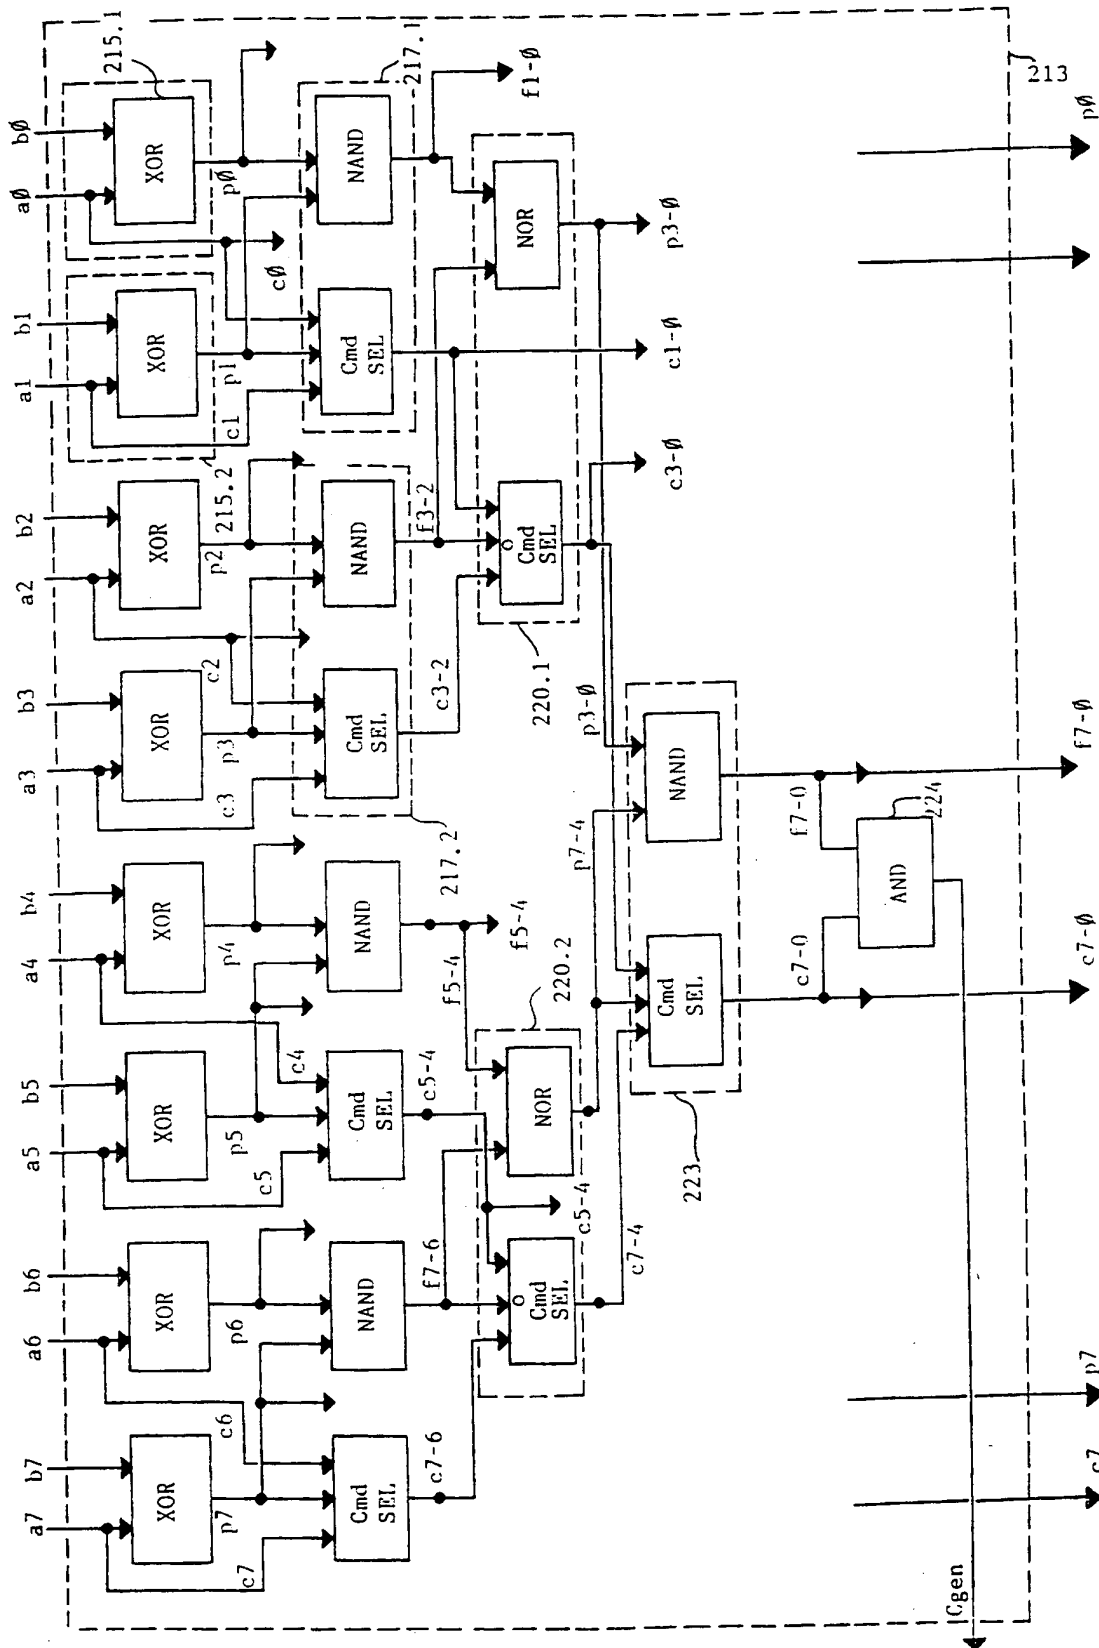 a7
b7
a6
b6
a5
b5
a4
b4
a3
b3
a2
b2
a1
b1
aØ
bØ
215.1
XOR
XOR
XOR
XOR
XOR
XOR
XOR
XOR
c7
p7
c6
p6
c5
p5
c4
p4
c3
p3
c2
p2
215.2
c1
p1
cØ
pØ
Cmd
SEL
NAND
Cmd
SEL
NAND
Cmd
SEL
NAND
Cmd
SEL
NAND
217.1
c7-6
f7-6
c5-4
f5-4
f5-4
217.2
c3-2
f3-2
f1-Ø
Cmd
SEL
NOR
220.2
Cmd
SEL
NOR
220.1
c5-4
c7-4
p7-4
p3-Ø
c3-Ø
c1-Ø
p3-Ø
Cmd
SEL
NAND
223
c7-0
f7-0
AND
224
Cgen
213
c7
p7
c7-Ø
f7-Ø
pØ